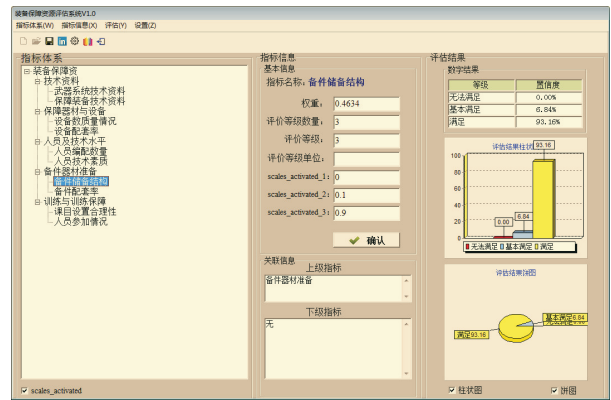 装备保障资源评估系统V1.0
指标体系(W) 指标信息(X) 评估(Y) 设置(Z)
指标体系
装备保障资
技术资料
武器系统技术资料
保障装备技术资料
保障器材与设备
设备数质量情况
设备配套率
人员及技术水平
人员编配数量
人员技术素质
备件器材准备
备件储备结构
备件配套率
训练与训练保障
课目设置合理性
人员参加情况
scales_activated
指标信息
基本信息
指标名称: 备件储备结构
权重: 0.4634
评价等级数量: 3
评价等级: 3
评价等级单位:
scales_activated_1: 0
scales_activated_2: 0.1
scales_activated_3: 0.9
确认
关联信息
上级指标
备件器材准备
下级指标
无
评估结果
数字结果
等级 置信度
无法满足 0.00%
基本满足 6.84%
满足 93.16%
评估结果柱状 93.16
100
80
60
40
20
0
0.00
6.84
无法满足 基本满足 满足
评估结果饼图
基本满足6.84
满足93.16
柱状图 饼图